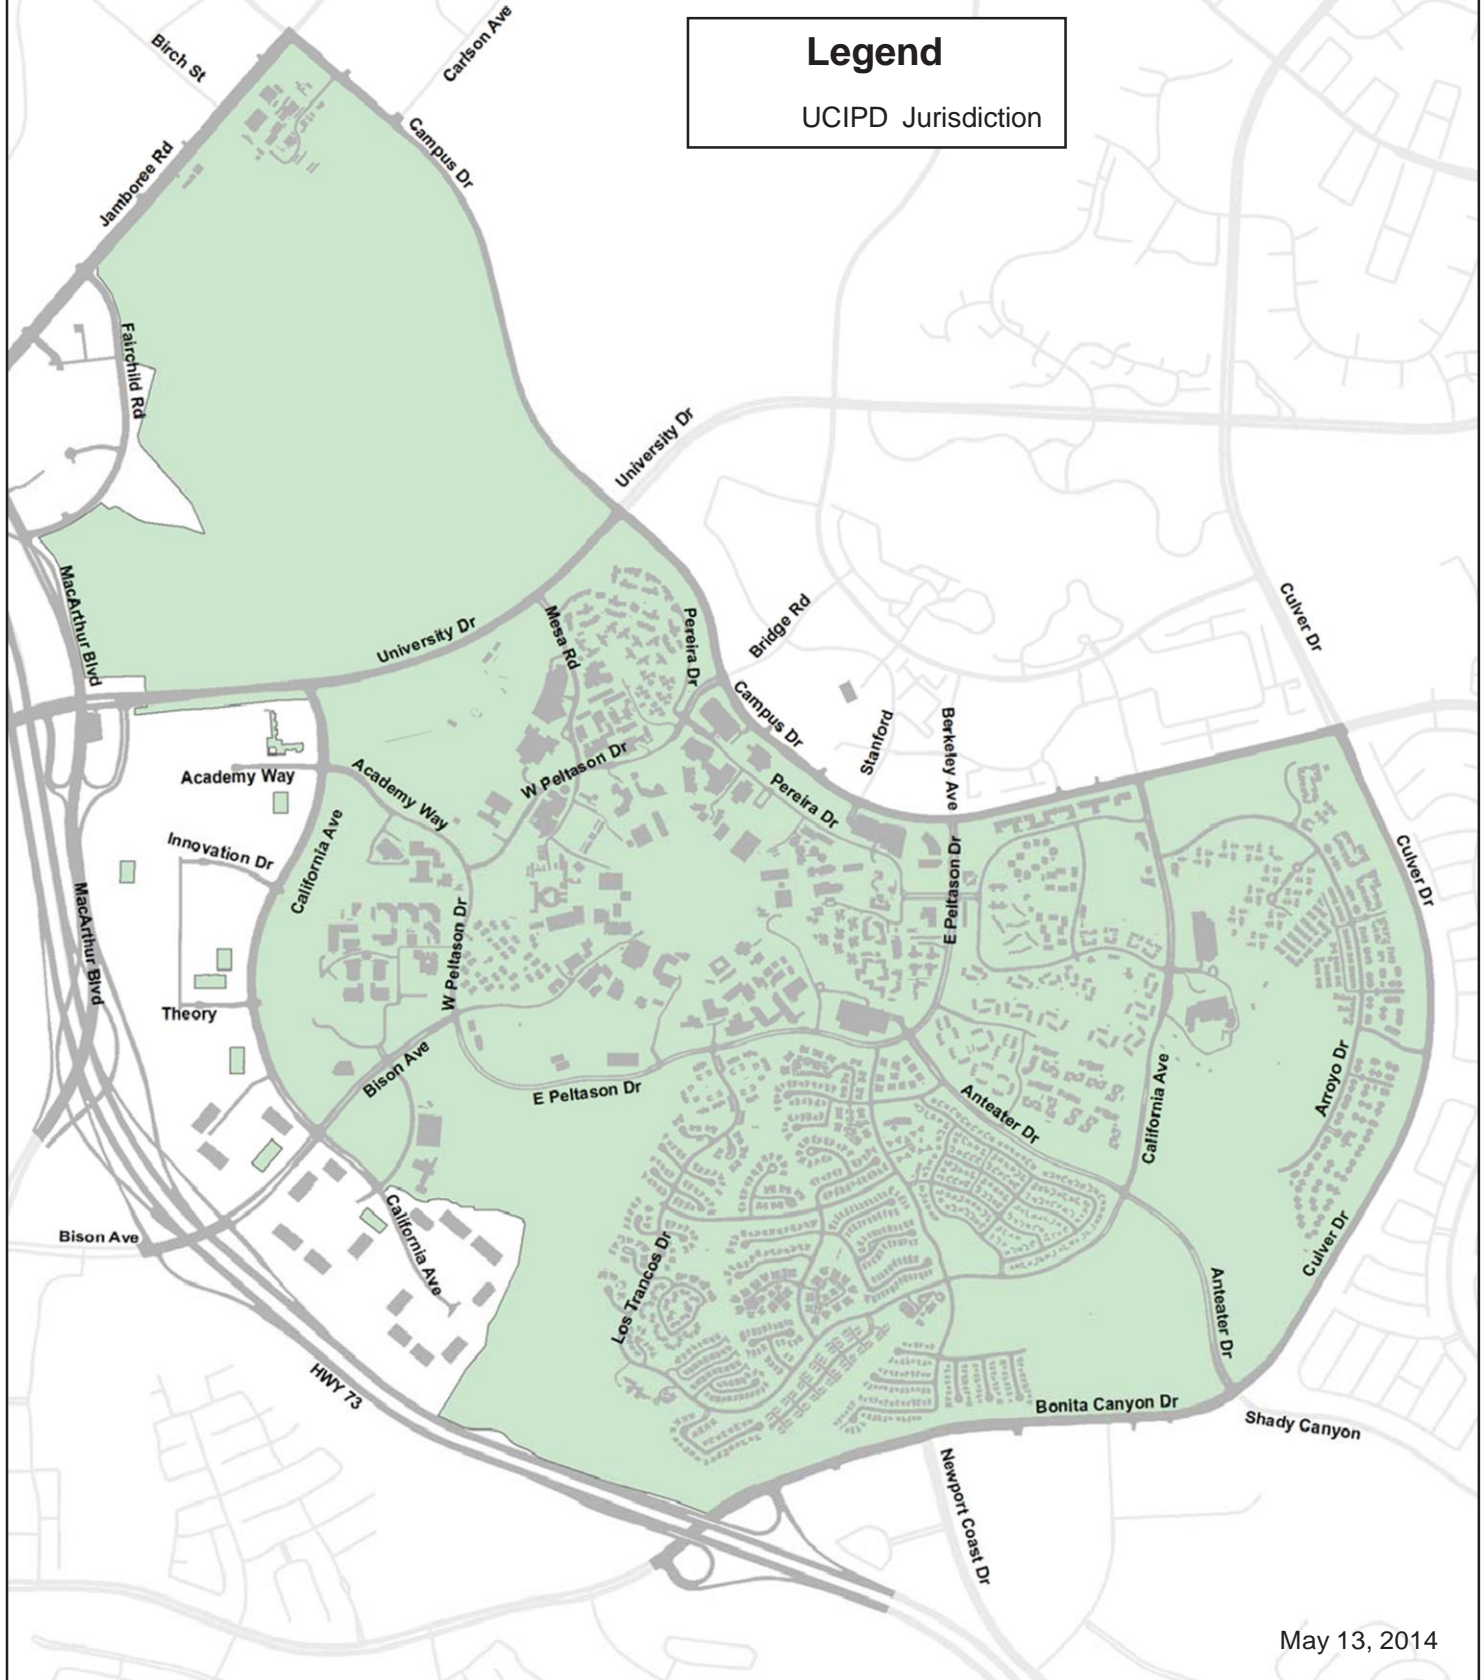 Legend
UCIPD Jurisdiction
Birch St
Carlson Ave
Jamboree Rd
Campus Dr
Fairchild Rd
University Dr
MacArthur Blvd
University Dr
Mesa Rd
Pereira Dr
Bridge Rd
Culver Dr
Campus Dr
Stanford
Berkeley Ave
Academy Way
Academy Way
W Peltason Dr
Pereira Dr
Innovation Dr
California Ave
E Peltason Dr
Culver Dr
MacArthur Blvd
W Peltason Dr
Theory
Bison Ave
E Peltason Dr
Anteater Dr
California Ave
Arroyo Dr
Bison Ave
California Ave
Los Trancos Dr
Culver Dr
Anteater Dr
HWY 73
Bonita Canyon Dr
Shady Canyon
Newport Coast Dr
May 13, 2014